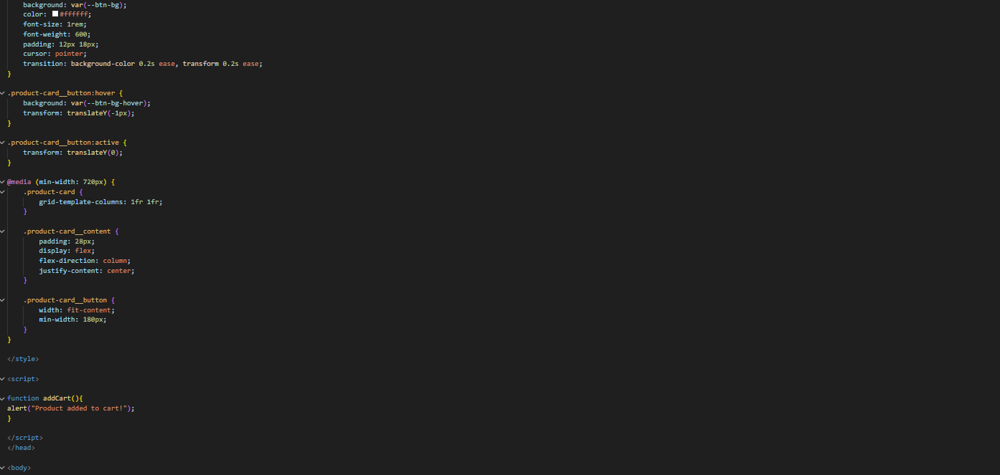 background: var(--btn-bg);
color: #ffffff;
font-size: 1rem;
font-weight: 600;
padding: 12px 18px;
cursor: pointer;
transition: background-color 0.2s ease, transform 0.2s ease;
}
.product-card__button:hover {
background: var(--btn-bg-hover);
transform: translateY(-1px);
}
.product-card__button:active {
transform: translateY(0);
}
@media (min-width: 720px) {
.product-card {
grid-template-columns: 1fr 1fr;
}
.product-card__content {
padding: 28px;
display: flex;
flex-direction: column;
justify-content: center;
}
.product-card__button {
width: fit-content;
min-width: 180px;
}
}
</style>
<script>
function addCart(){
alert("Product added to cart!");
}
</script>
</head>
<body>